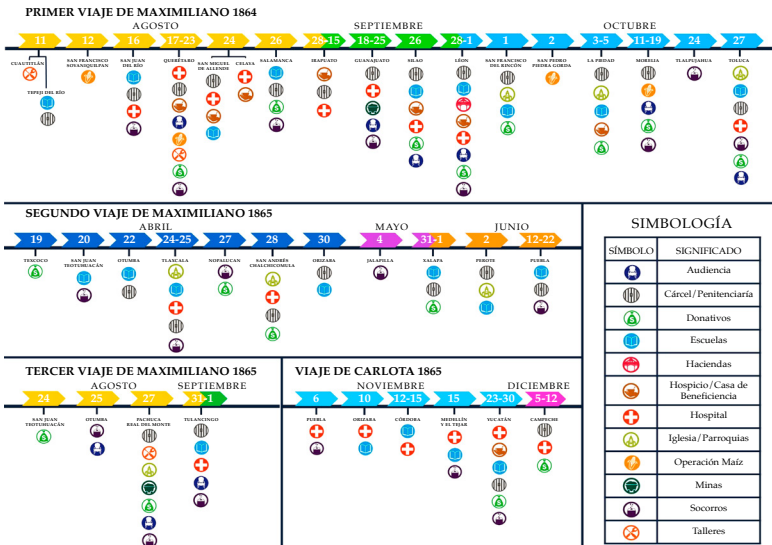 PRIMER VIAJE DE MAXIMILIANO 1864
AGOSTO
SEPTIEMBRE
OCTUBRE
11
12
16
17-23
24
26
28-15
18-25
26
28-1
1
2
3-5
11-19
24
27
CUAUTITLÁN
TEPEJI DEL RÍO
SAN FRANCISCO
SOYANIQUILPAN
SAN JUAN
DEL RÍO
QUERÉTARO
SAN MIGUEL
DE ALLENDE
CELAYA
SALAMANCA
IRAPUATO
GUANAJUATO
SILAO
LÉON
SAN FRANCISCO
DEL RINCÓN
SAN PEDRO
PIEDRA GORDA
LA PIEDAD
MORELIA
TLALPUJAHUA
TOLUCA
SEGUNDO VIAJE DE MAXIMILIANO 1865
ABRIL
MAYO
JUNIO
19
20
22
24-25
27
28
30
4
31-1
2
12-22
TEXCOCO
SAN JUAN
TEOTIHUACÁN
OTUMBA
TLAXCALA
NOPALUCAN
SAN ANDRÉS
CHALCHICOMULA
ORIZABA
JALAPILLA
XALAPA
PEROTE
PUEBLA
TERCER VIAJE DE MAXIMILIANO 1865
AGOSTO
SEPTIEMBRE
24
25
27
31-1
SAN JUAN
TEOTIHUACÁN
OTUMBA
PACHUCA
REAL DEL MONTE
TULANCINGO
VIAJE DE CARLOTA 1865
NOVIEMBRE
DICIEMBRE
6
10
12-15
15
23-30
5-12
PUEBLA
ORIZABA
CÓRDOBA
MEDELLÍN
Y EL TEJAR
YUCATÁN
CAMPECHE
SIMBOLOGÍA
SÍMBOLO
SIGNIFICADO
Audiencia
Cárcel/Penitenciaría
Donativos
Escuelas
Haciendas
Hospicio/Casa de
Beneficiencia
Hospital
Iglesia/Parroquias
Operación Maíz
Minas
Socorros
Talleres